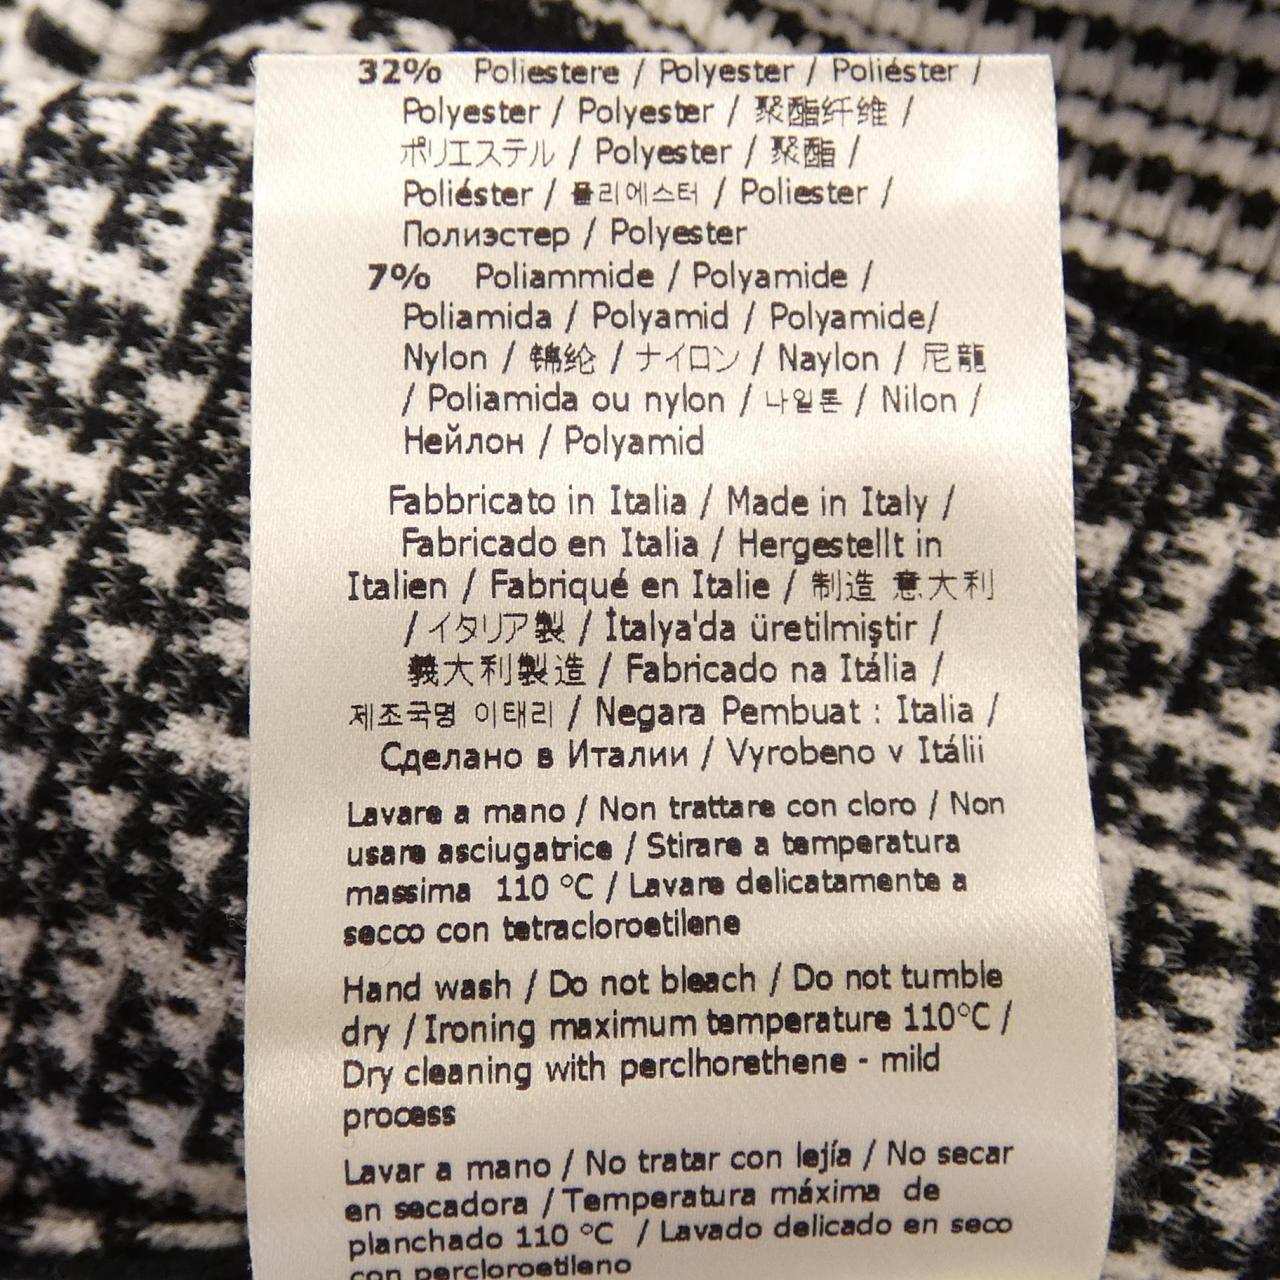 32% Poliestere / Polyester / Poliéster /
Polyester / Polyester / 聚酯纤维 /
ポリエステル / Polyester / 聚酯 /
Poliéster / 폴리에스터 / Poliester /
Полиэстер / Polyester
7% Poliammide / Polyamide /
Poliamida / Polyamid / Polyamide/
Nylon / 锦纶 / ナイロン / Naylon / 尼龍
/ Poliamida ou nylon / 나일론 / Nilon /
Нейлон / Polyamid
Fabbricato in Italia / Made in Italy /
Fabricado en Italia / Hergestellt in
Italien / Fabriqué en Italie / 制造 意大利
/ イタリア製 / İtalya'da üretilmiştir /
義大利製造 / Fabricado na Itália /
제조국명 이태리 / Negara Pembuat : Italia /
Сделано в Италии / Vyrobeno v Itálii
Lavare a mano / Non trattare con cloro / Non
usare asciugatrice / Stirare a temperatura
massima 110 °C / Lavare delicatamente a
secco con tetracloroetilene
Hand wash / Do not bleach / Do not tumble
dry / Ironing maximum temperature 110°C /
Dry cleaning with perclhorethene - mild
process
Lavar a mano / No tratar con lejía / No secar
en secadora / Temperatura máxima de
planchado 110 °C / Lavado delicado en seco
con percloroetileno